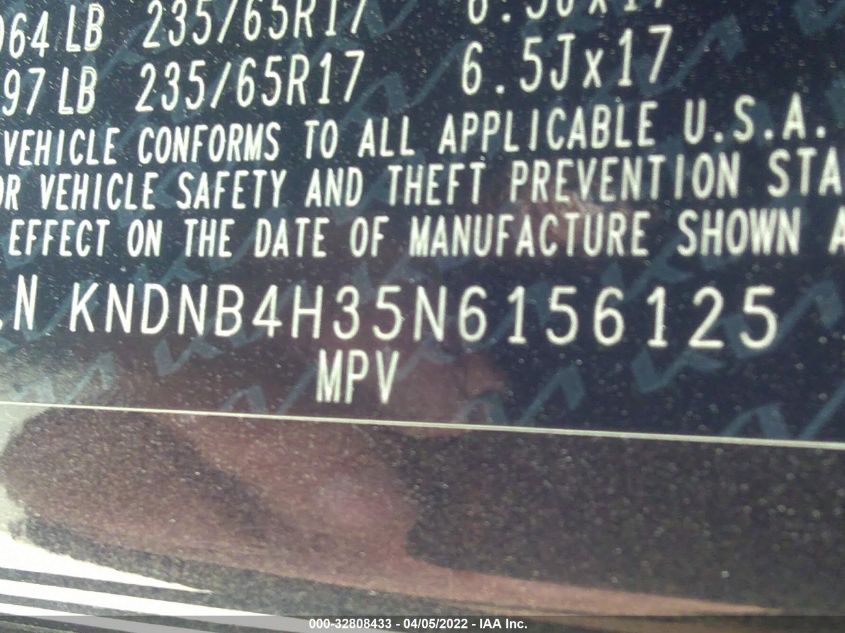 064 LB 235/65R17 6.5Jx17
97 LB 235/65R17 6.5Jx17
VEHICLE CONFORMS TO ALL APPLICABLE U.S.A.
OR VEHICLE SAFETY AND THEFT PREVENTION STA
EFFECT ON THE DATE OF MANUFACTURE SHOWN A
.N KNDNB4H35N6156125
MPV
000-32808433 - 04/05/2022 - IAA Inc.